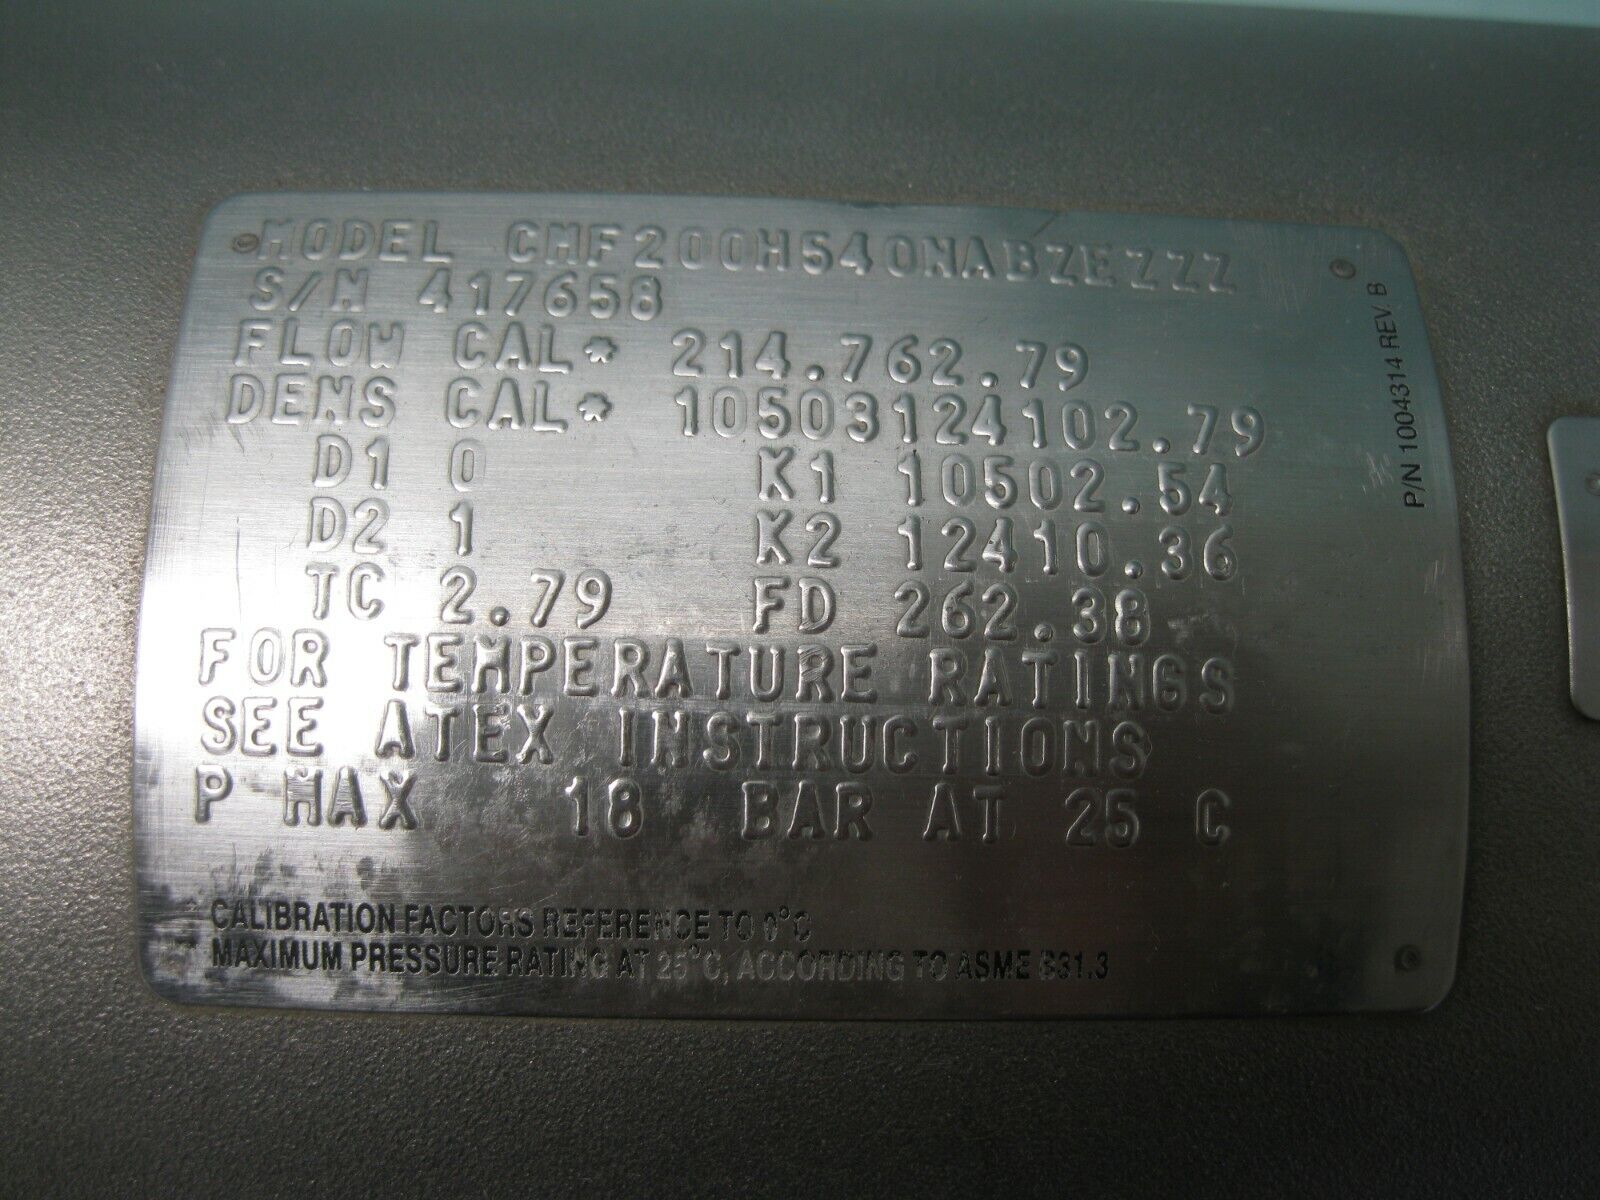 MODEL CMF200H540NABZEZZZ
S/N 417658
FLOW CAL* 214.762.79
DENS CAL* 10503124102.79
D1 0 K1 10502.54
D2 1 K2 12410.36
TC 2.79 FD 262.38
FOR TEMPERATURE RATINGS
SEE ATEX INSTRUCTIONS
P MAX 18 BAR AT 25 C
CALIBRATION FACTORS REFERENCE TO 0°C
MAXIMUM PRESSURE RATING AT 25°C, ACCORDING TO ASME B31.3
P/N 1004314 REV. B